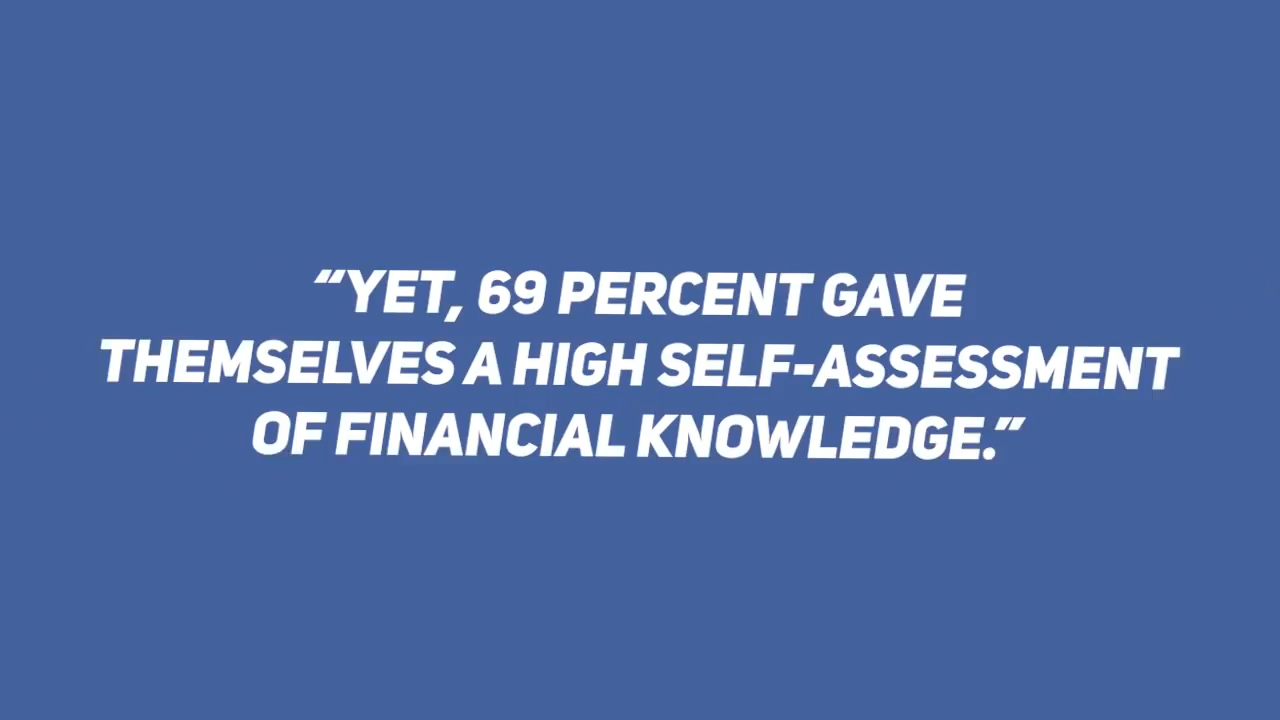 “YET, 69 PERCENT GAVE
THEMSELVES A HIGH SELF-ASSESSMENT
OF FINANCIAL KNOWLEDGE.”